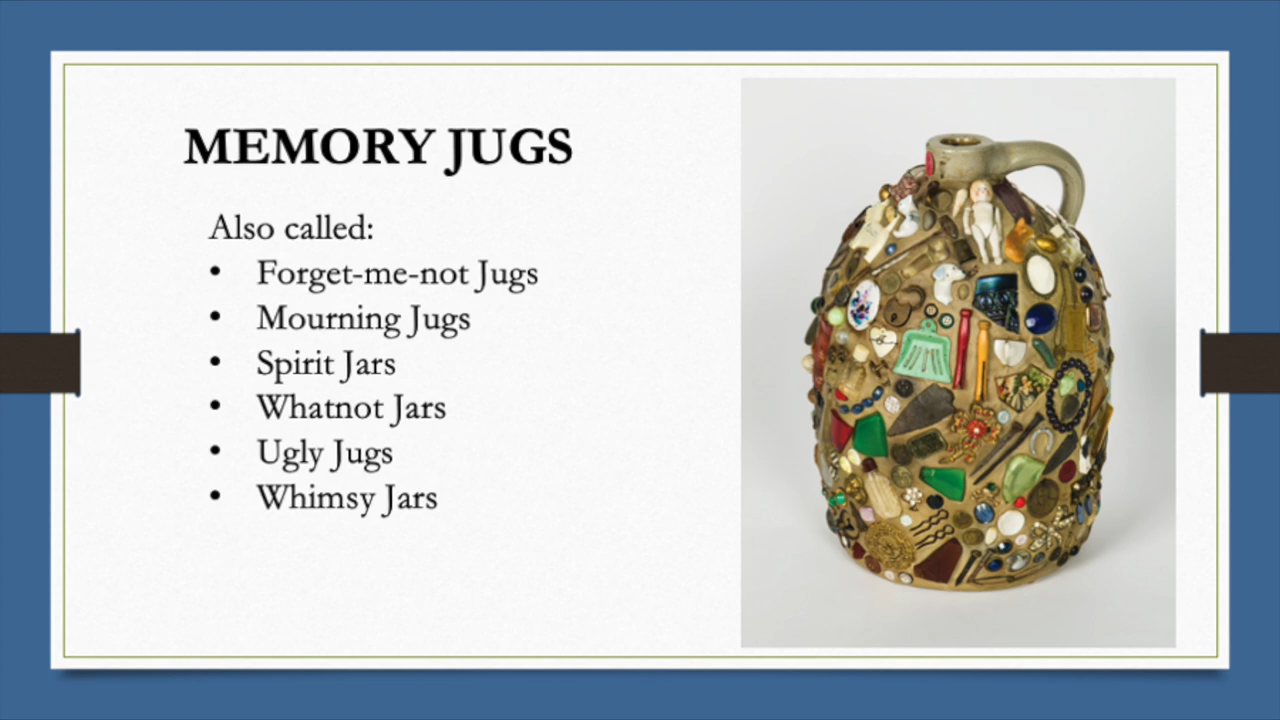 MEMORY JUGS
Also called:
• Forget-me-not Jugs
• Mourning Jugs
• Spirit Jars
• Whatnot Jars
• Ugly Jugs
• Whimsy Jars